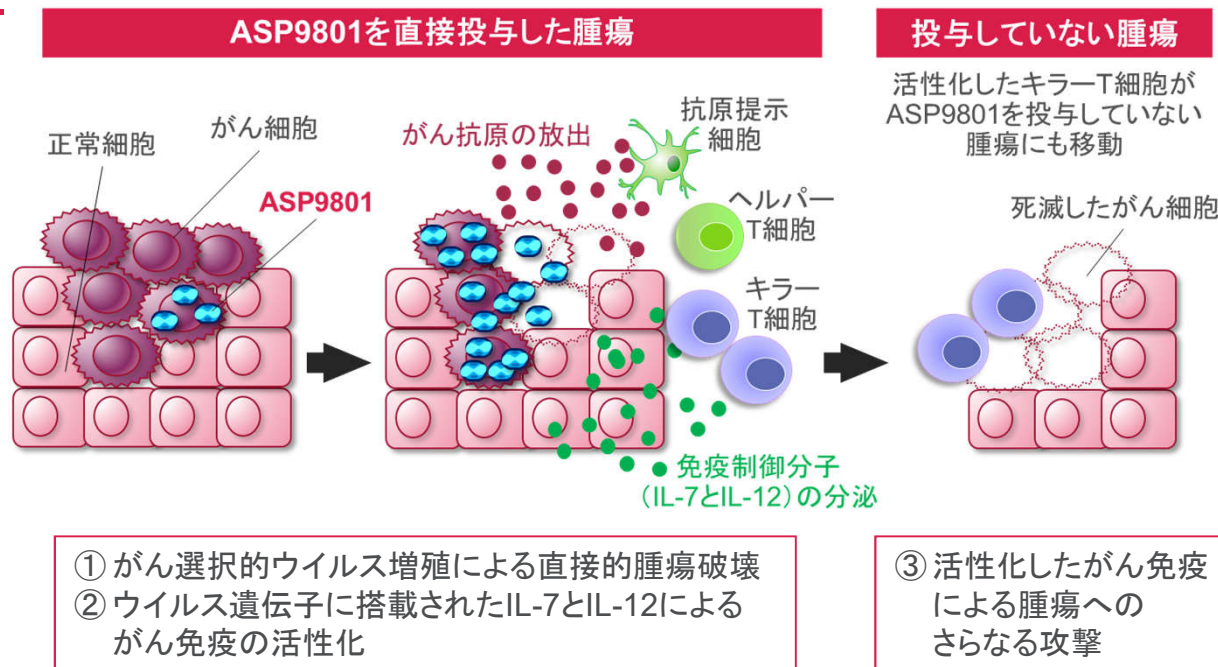 ASP9801を直接投与した腫瘍
投与していない腫瘍
正常細胞
がん細胞
ASP9801
がん抗原の放出
抗原提示
細胞
ヘルパー
T細胞
キラー
T細胞
免疫制御分子
（IL-7とIL-12）の分泌
活性化したキラーT細胞が
ASP9801を投与していない
腫瘍にも移動
死滅したがん細胞
① がん選択的ウイルス増殖による直接的腫瘍破壊
② ウイルス遺伝子に搭載されたIL-7とIL-12による
がん免疫の活性化
③ 活性化したがん免疫
による腫瘍への
さらなる攻撃